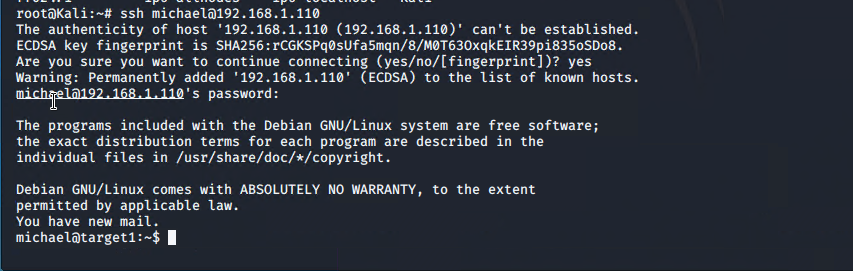 root@Kali:~# ssh michael@192.168.1.110
The authenticity of host '192.168.1.110 (192.168.1.110)' can't be established.
ECDSA key fingerprint is SHA256:rCGKSPq0sUfa5mqn/8/M0T63OxqkEIR39pi835oSDo8.
Are you sure you want to continue connecting (yes/no/[fingerprint])? yes
Warning: Permanently added '192.168.1.110' (ECDSA) to the list of known hosts.
michael@192.168.1.110's password:
The programs included with the Debian GNU/Linux system are free software;
the exact distribution terms for each program are described in the
individual files in /usr/share/doc/*/copyright.
Debian GNU/Linux comes with ABSOLUTELY NO WARRANTY, to the extent
permitted by applicable law.
You have new mail.
michael@target1:~$